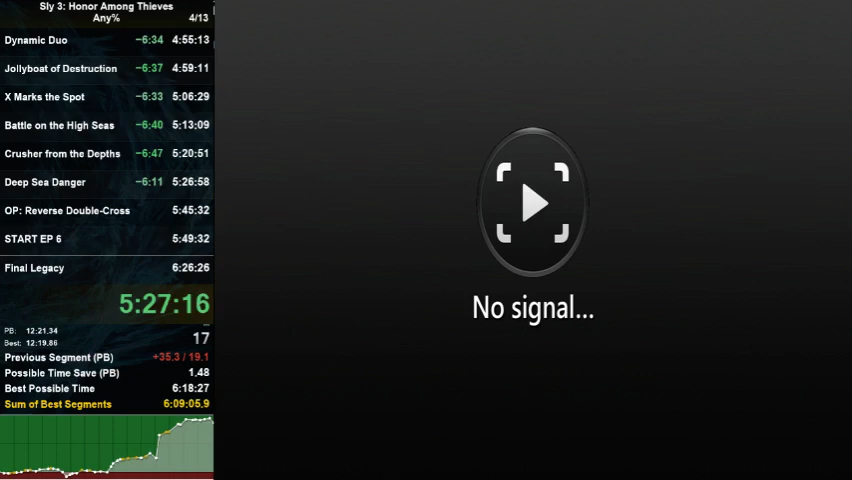 Sly 3: Honor Among Thieves
Any% 4/13
Dynamic Duo −6:34 4:55:13
Jollyboat of Destruction −6:37 4:59:11
X Marks the Spot −6:33 5:06:29
Battle on the High Seas −6:40 5:13:09
Crusher from the Depths −6:47 5:20:51
Deep Sea Danger −6:11 5:26:58
OP: Reverse Double-Cross 5:45:32
START EP 6 5:49:32
Final Legacy 6:26:26
5:27:16
PB: 12:21.34
Best: 12:19.86
17
Previous Segment (PB) +35.3 / 19.1
Possible Time Save (PB) 1.48
Best Possible Time 6:18:27
Sum of Best Segments 6:09:05.9
No signal...